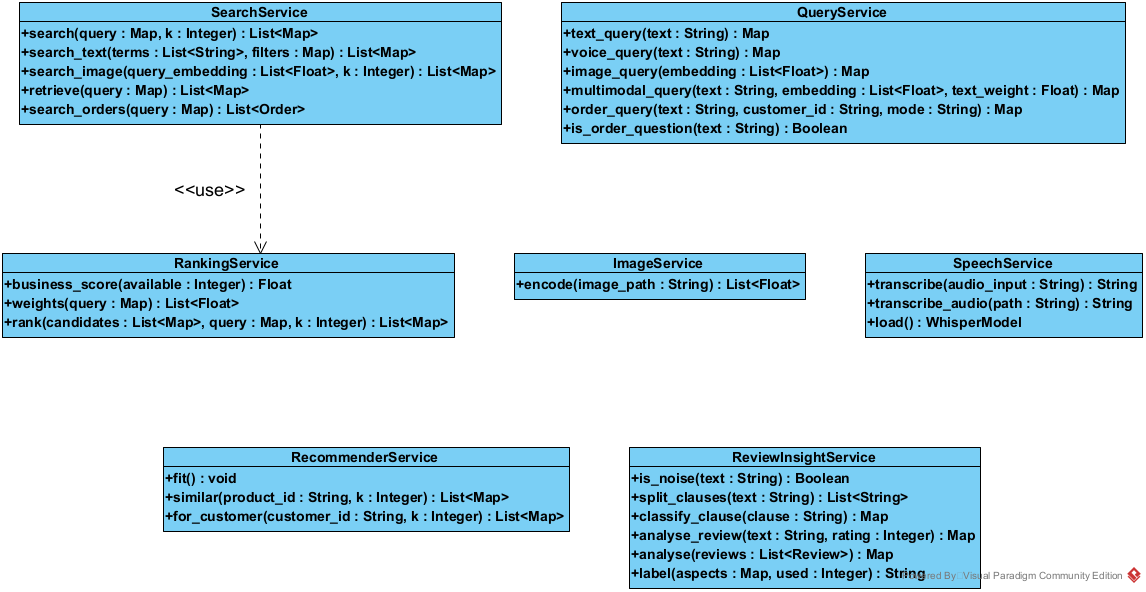 SearchService
+search(query : Map, k : Integer) : List<Map>
+search_text(terms : List<String>, filters : Map) : List<Map>
+search_image(query_embedding : List<Float>, k : Integer) : List<Map>
+retrieve(query : Map) : List<Map>
+search_orders(query : Map) : List<Order>
QueryService
+text_query(text : String) : Map
+voice_query(text : String) : Map
+image_query(embedding : List<Float>) : Map
+multimodal_query(text : String, embedding : List<Float>, text_weight : Float) : Map
+order_query(text : String, customer_id : String, mode : String) : Map
+is_order_question(text : String) : Boolean
<<use>>
RankingService
+business_score(available : Integer) : Float
+weights(query : Map) : List<Float>
+rank(candidates : List<Map>, query : Map, k : Integer) : List<Map>
ImageService
+encode(image_path : String) : List<Float>
SpeechService
+transcribe(audio_input : String) : String
+transcribe_audio(path : String) : String
+load() : WhisperModel
RecommenderService
+fit() : void
+similar(product_id : String, k : Integer) : List<Map>
+for_customer(customer_id : String, k : Integer) : List<Map>
ReviewInsightService
+is_noise(text : String) : Boolean
+split_clauses(text : String) : List<String>
+classify_clause(clause : String) : Map
+analyse_review(text : String, rating : Integer) : Map
+analyse(reviews : List<Review>) : Map
+label(aspects : Map, used : Integer) : String
Powered By: Visual Paradigm Community Edition